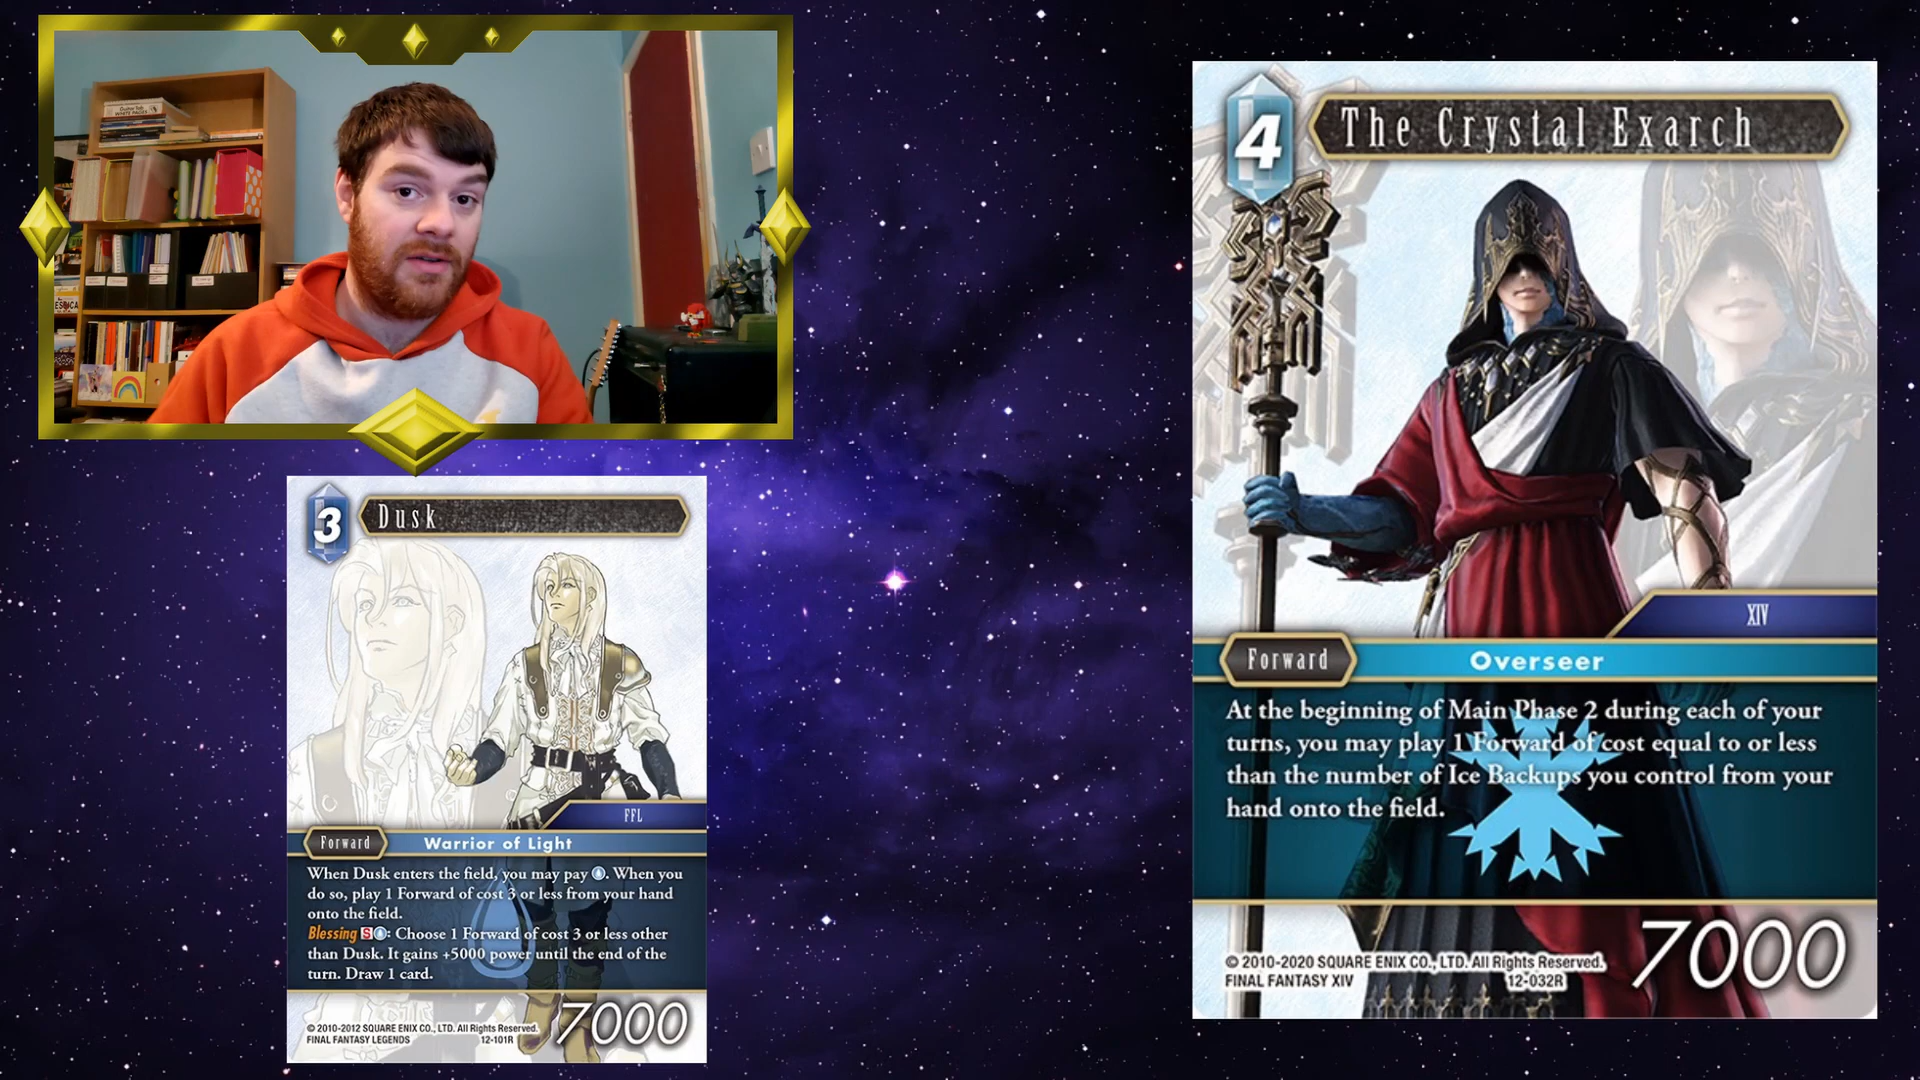 Guitar Tab
WHITE PAGES
3
Dusk
FFL
Forward
Warrior of Light
When Dusk enters the field, you may pay . When you
do so, play 1 Forward of cost 3 or less from your hand
onto the field.
Blessing S: Choose 1 Forward of cost 3 or less other
than Dusk. It gains +5000 power until the end of the
turn. Draw 1 card.
© 2010-2012 SQUARE ENIX CO., LTD. All Rights Reserved.
FINAL FANTASY LEGENDS
12-101R
7000
4
The Crystal Exarch
XIV
Forward
Overseer
At the beginning of Main Phase 2 during each of your
turns, you may play 1 Forward of cost equal to or less
than the number of Ice Backups you control from your
hand onto the field.
© 2010-2020 SQUARE ENIX CO., LTD. All Rights Reserved.
FINAL FANTASY XIV
12-032R
7000